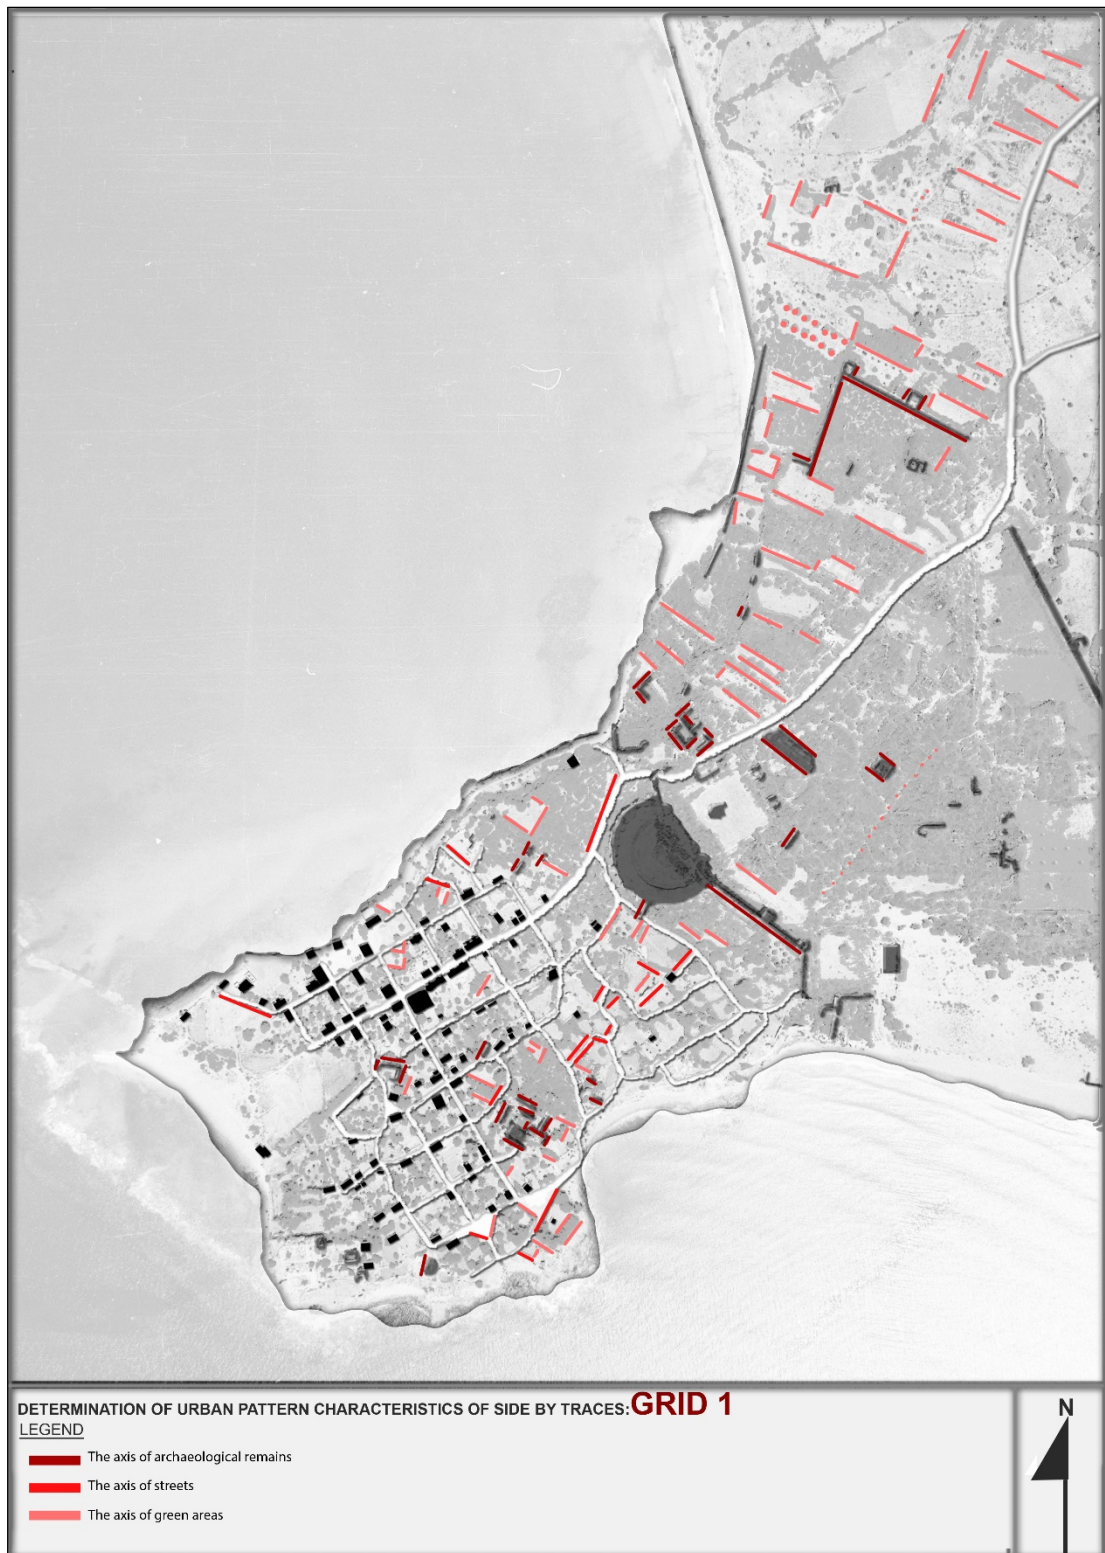 DETERMINATION OF URBAN PATTERN CHARACTERISTICS OF SIDE BY TRACES:GRID 1
LEGEND
The axis of archaeological remains
The axis of streets
The axis of green areas
N